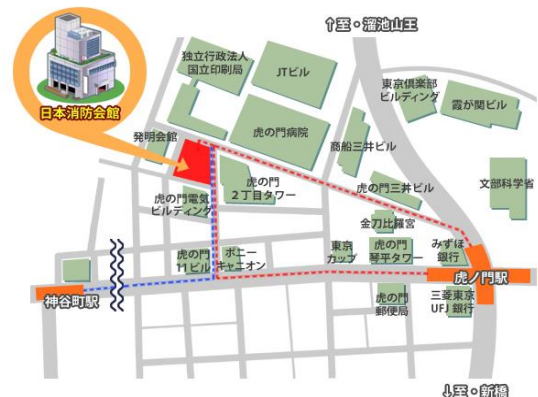 ↑至・溜池山王
独立行政法人
国立印刷局
JTビル
東京倶楽部
ビルディング
霞が関ビル
日本消防会館
発明会館
虎の門病院
商船三井ビル
虎の門電気
ビルディング
虎の門
2丁目タワー
虎の門三井ビル
文部科学省
金刀比羅宮
虎の門
11ビル
ポニー
キャニオン
東京
カップ
虎の門
琴平タワー
みずほ
銀行
神谷町駅
虎ノ門駅
虎の門
郵便局
三菱東京
UFJ 銀行
↓至・新橋